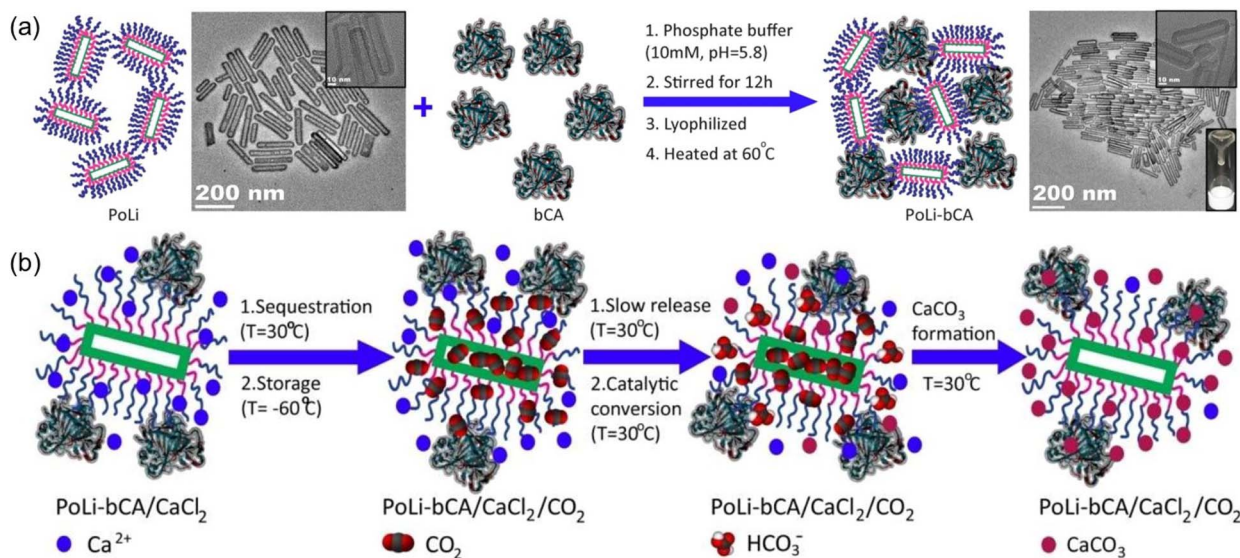 (a)
10 nm
200 nm
PoLi
+
bCA
1. Phosphate buffer
(10mM, pH=5.8)
2. Stirred for 12h
3. Lyophilized
4. Heated at 60°C
10 nm
200 nm
PoLi-bCA
(b)
1.Sequestration
(T=30°C)
2.Storage
(T= -60°C)
1.Slow release
(T=30°C)
2. Catalytic
conversion
(T=30°C)
CaCO₃
formation
T=30°C
PoLi-bCA/CaCl₂
PoLi-bCA/CaCl₂/CO₂
PoLi-bCA/CaCl₂/CO₂
PoLi-bCA/CaCl₂/CO₂
Ca²⁺
CO₂
HCO₃⁻
CaCO₃